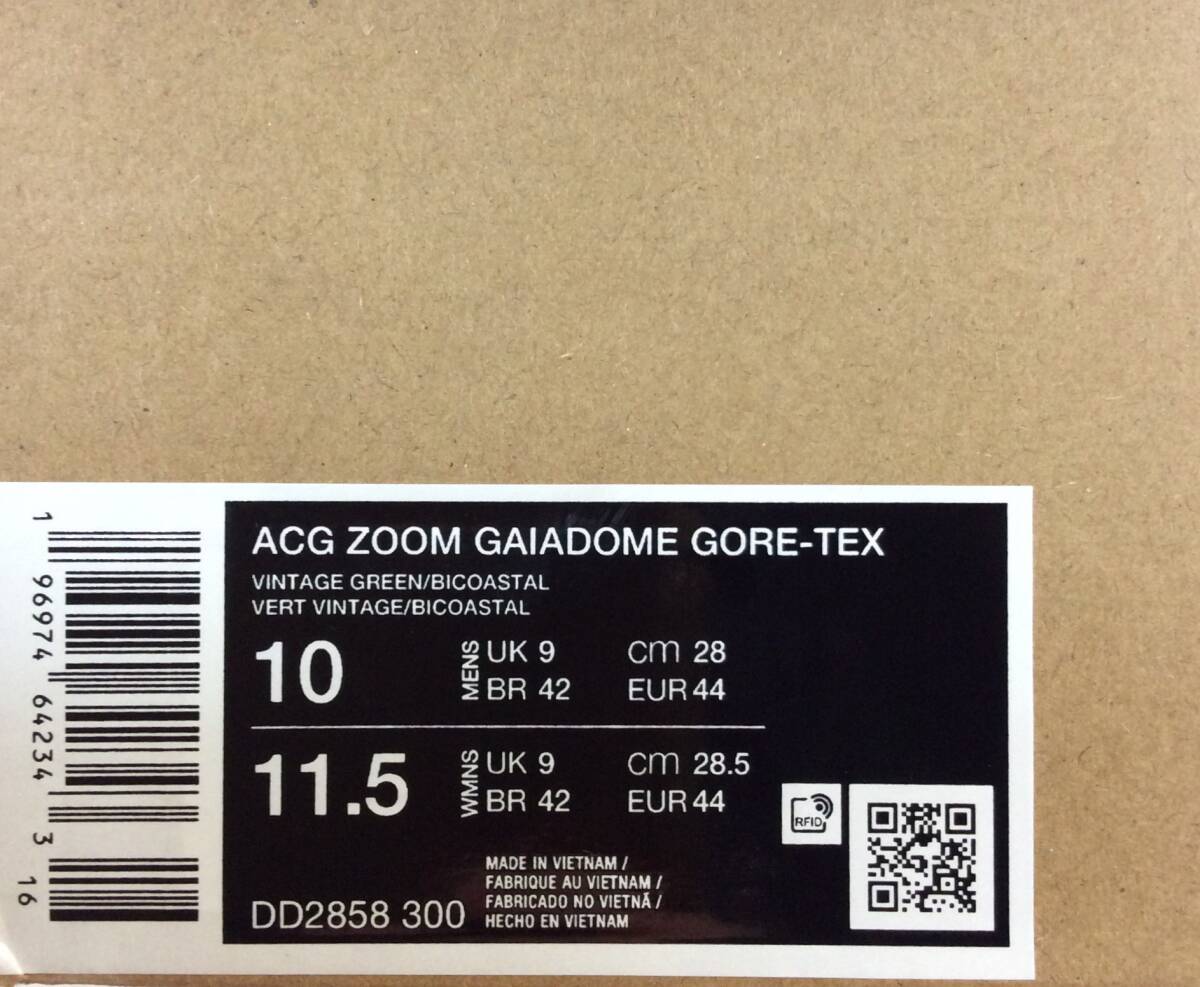 ACG ZOOM GAIADOME GORE-TEX
VINTAGE GREEN/BICOASTAL
VERT VINTAGE/BICOASTAL
10 MENS UK 9 cm 28
BR 42 EUR 44
11.5 WMNS UK 9 cm 28.5
BR 42 EUR 44
RFID
MADE IN VIETNAM /
FABRIQUE AU VIETNAM /
FABRICADO NO VIETNÃ /
HECHO EN VIETNAM
DD2858 300
1 96974 64234 3 16